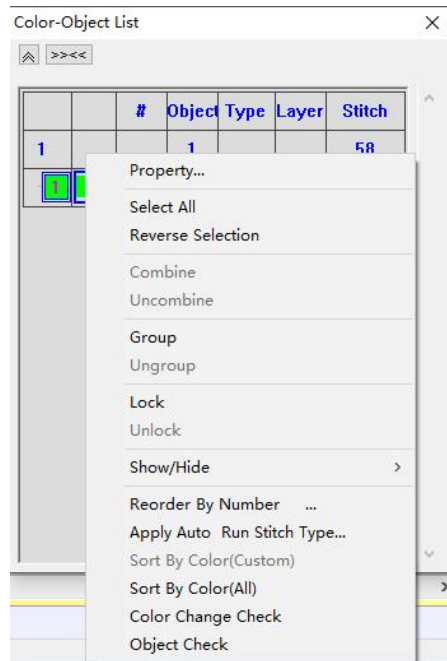 Color-Object List
>><<
# Object Type Layer Stitch
1 1 58
1
Property...
Select All
Reverse Selection
Combine
Uncombine
Group
Ungroup
Lock
Unlock
Show/Hide
Reorder By Number ...
Apply Auto Run Stitch Type...
Sort By Color(Custom)
Sort By Color(All)
Color Change Check
Object Check